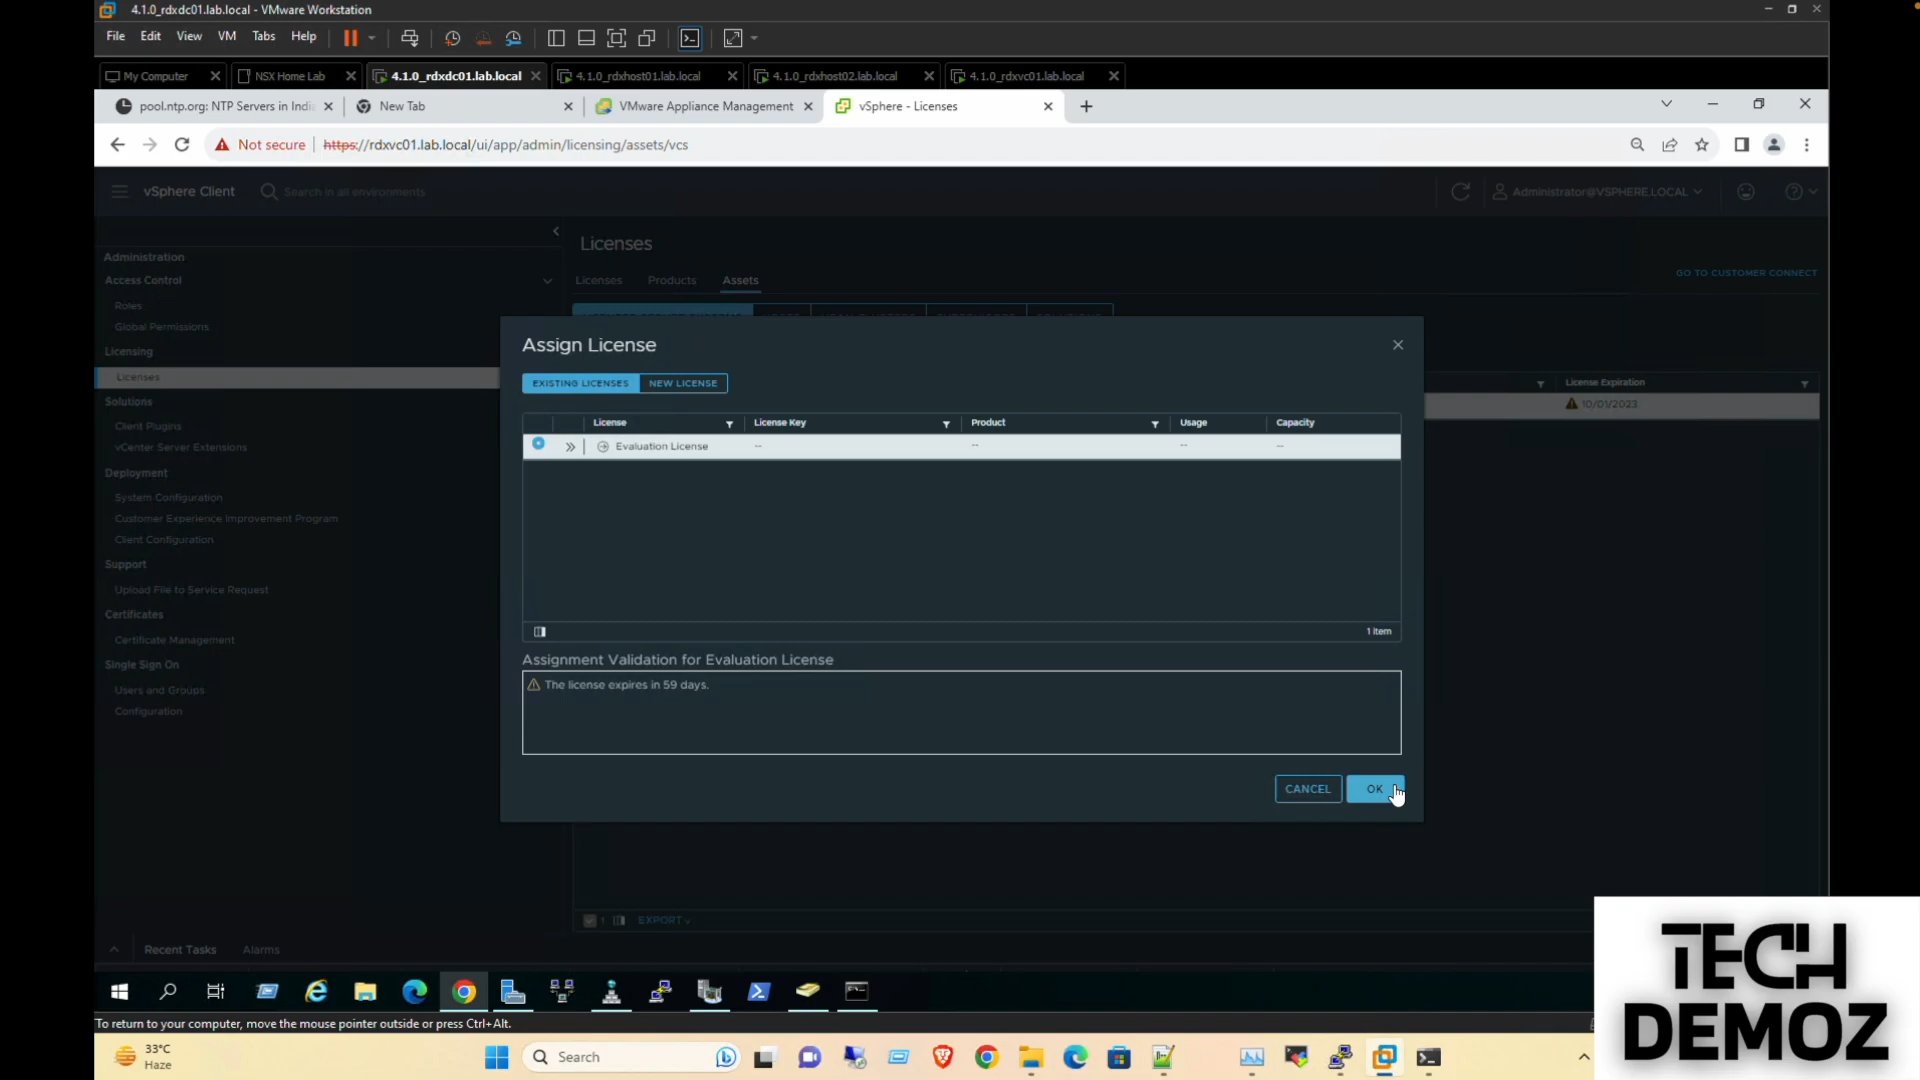 4.1.0_rdxdc01.lab.local - VMware Workstation
File Edit View VM Tabs Help
My Computer
NSX Home Lab
4.1.0_rdxdc01.lab.local
4.1.0_rdxhost01.lab.local
4.1.0_rdxhost02.lab.local
4.1.0_rdxvc01.lab.local
pool.ntp.org: NTP Servers in India
New Tab
VMware Appliance Management
vSphere - Licenses
Not secure https://rdxvc01.lab.local/ui/app/admin/licensing/assets/vcs
vSphere Client
Search in all environments
Administrator@VSPHERE.LOCAL
Administration
Access Control
Roles
Global Permissions
Licensing
Licenses
Solutions
Client Plugins
vCenter Server Extensions
Deployment
System Configuration
Customer Experience Improvement Program
Client Configuration
Support
Upload File to Service Request
Certificates
Certificate Management
Single Sign On
Users and Groups
Configuration
Licenses
Licenses Products Assets
GO TO CUSTOMER CONNECT
License Expiration
10/01/2023
Assign License
EXISTING LICENSES NEW LICENSE
License License Key Product Usage Capacity
Evaluation License -- -- -- --
1 item
Assignment Validation for Evaluation License
The license expires in 59 days.
CANCEL OK
1 EXPORT
Recent Tasks Alarms
To return to your computer, move the mouse pointer outside or press Ctrl+Alt.
33°C
Haze
Search
TECH
DEMOZ